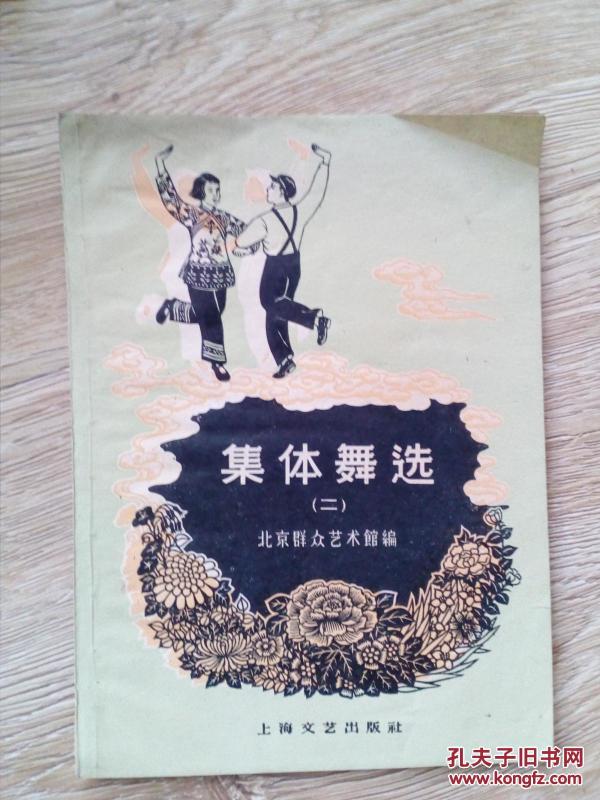 集体舞选
(二)
北京群众艺术館編
上海文艺出版社
孔夫子旧书网
www.kongfz.com